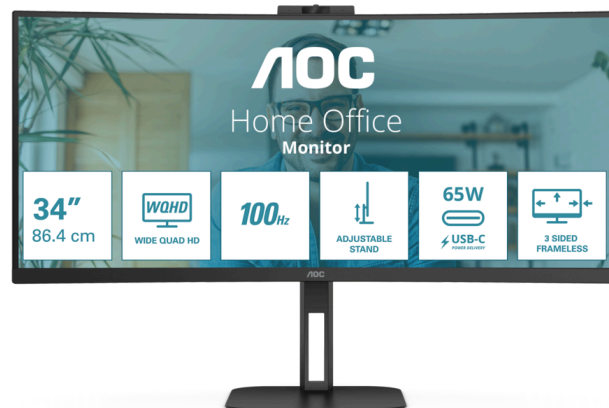 AOC
Home Office
Monitor
34"
86.4 cm
WQHD
WIDE QUAD HD
100Hz
ADJUSTABLE
STAND
65W
USB-C
POWER DELIVERY
3 SIDED
FRAMELESS
AOC